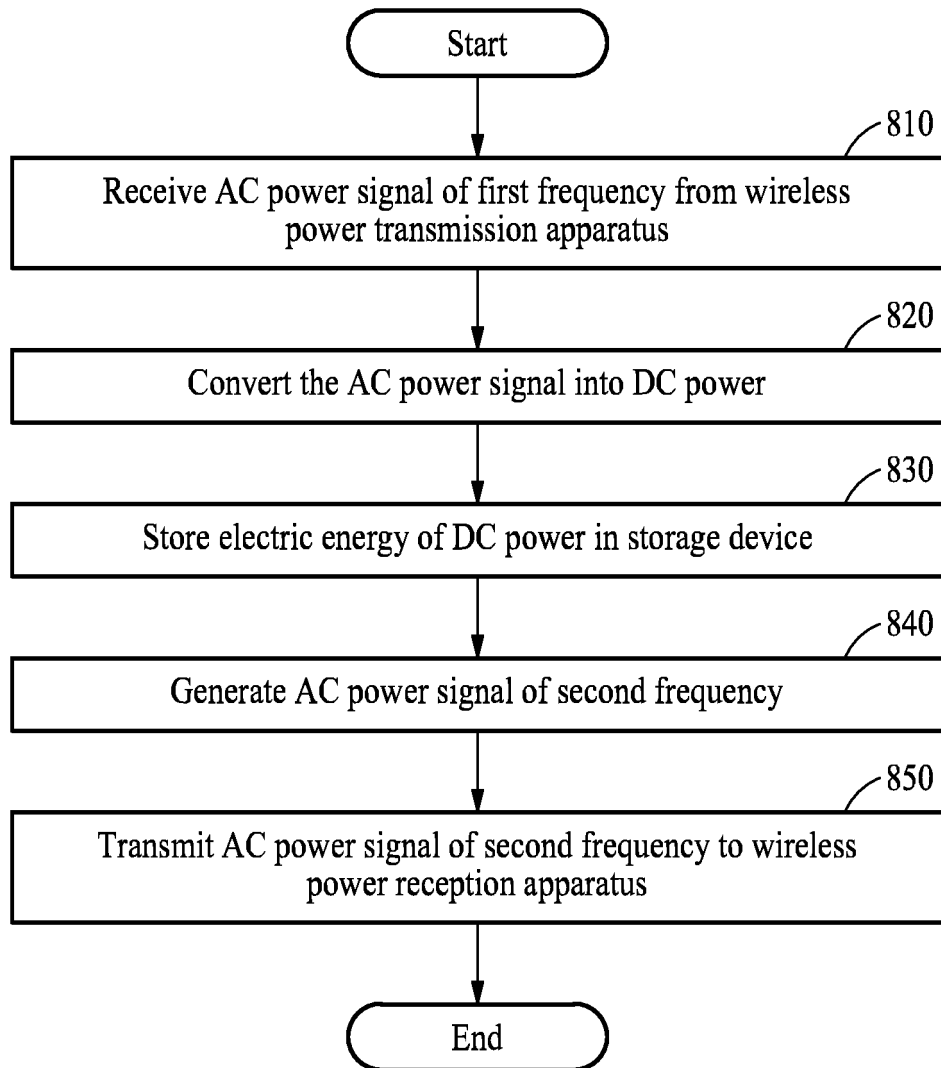 Start
810
Receive AC power signal of first frequency from wireless
power transmission apparatus
820
Convert the AC power signal into DC power
830
Store electric energy of DC power in storage device
840
Generate AC power signal of second frequency
850
Transmit AC power signal of second frequency to wireless
power reception apparatus
End